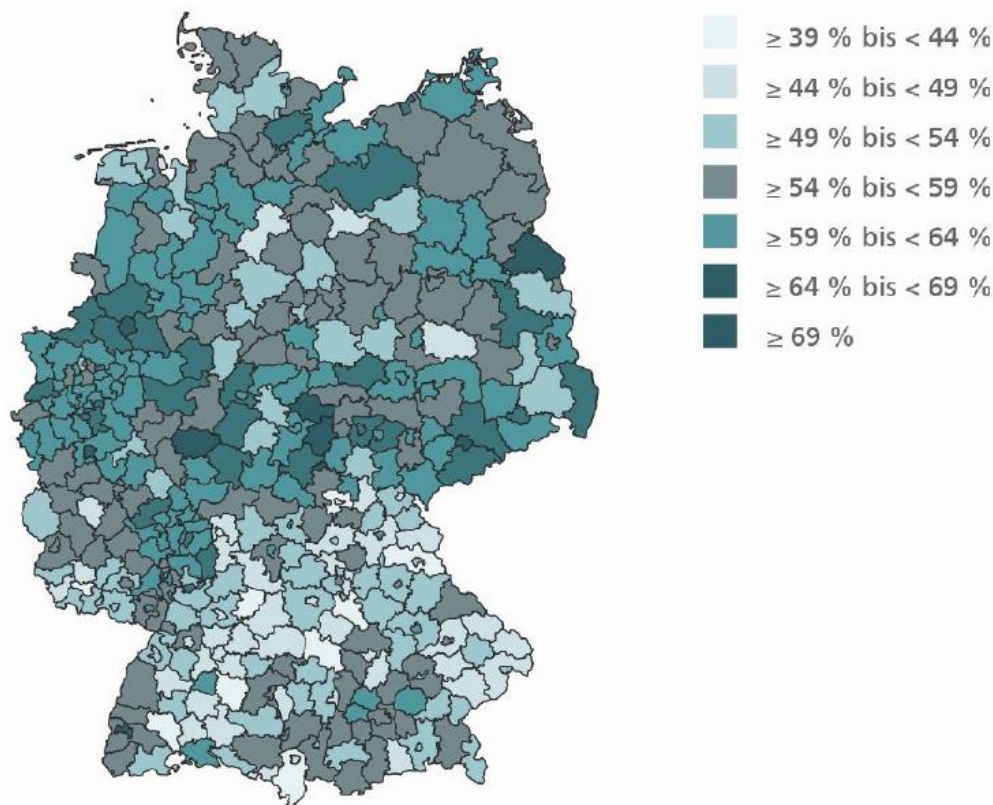 ≥ 39 % bis < 44 %
≥ 44 % bis < 49 %
≥ 49 % bis < 54 %
≥ 54 % bis < 59 %
≥ 59 % bis < 64 %
≥ 64 % bis < 69 %
≥ 69 %